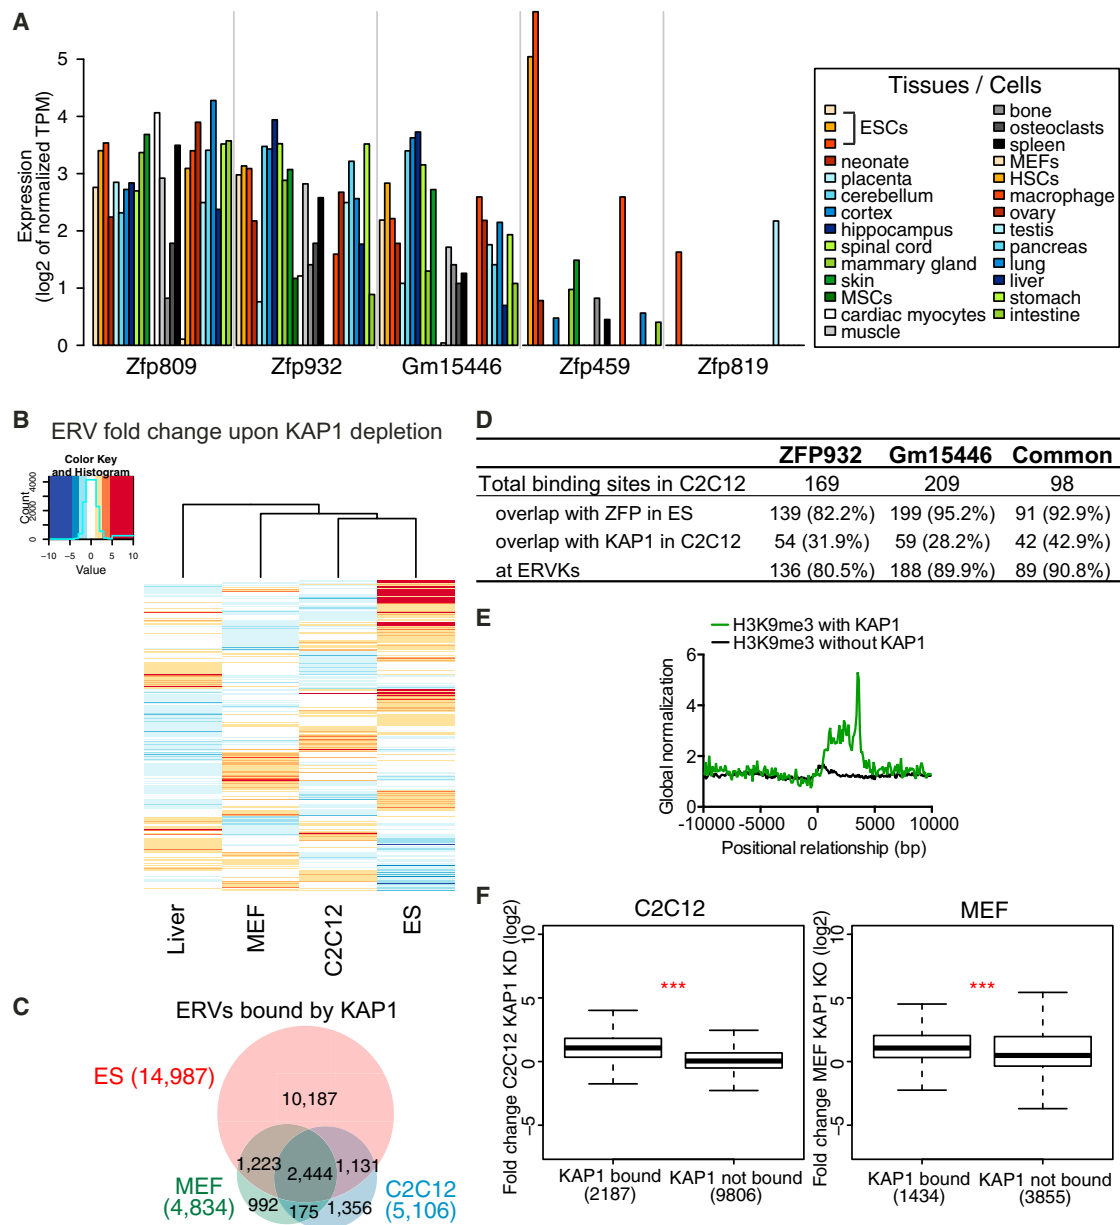 A
Expression
(log2 of normalized TPM)
5
4
3
2
1
0
Zfp809
Zfp932
Gm15446
Zfp459
Zfp819
Tissues / Cells
ESCs
neonate
placenta
cerebellum
cortex
hippocampus
spinal cord
mammary gland
skin
MSCs
cardiac myocytes
muscle
bone
osteoclasts
spleen
MEFs
HSCs
macrophage
ovary
testis
pancreas
lung
liver
stomach
intestine
B
ERV fold change upon KAP1 depletion
Color Key
and Histogram
Count
0 2000 4000
−10 −5 0 5 10
Value
Liver
MEF
C2C12
ES
C
ERVs bound by KAP1
ES (14,987)
10,187
1,223
2,444
1,131
MEF
(4,834)
992
175
1,356
C2C12
(5,106)
D
ZFP932 Gm15446 Common
Total binding sites in C2C12 169 209 98
overlap with ZFP in ES 139 (82.2%) 199 (95.2%) 91 (92.9%)
overlap with KAP1 in C2C12 54 (31.9%) 59 (28.2%) 42 (42.9%)
at ERVKs 136 (80.5%) 188 (89.9%) 89 (90.8%)
E
H3K9me3 with KAP1
H3K9me3 without KAP1
Global normalization
6
4
2
0
-10000 -5000 0 5000 10000
Positional relationship (bp)
F
C2C12
Fold change C2C12 KAP1 KD (log2)
10
5
0
−5
***
KAP1 bound
(2187)
KAP1 not bound
(9806)
MEF
Fold change MEF KAP1 KO (log2)
10
5
0
−5
***
KAP1 bound
(1434)
KAP1 not bound
(3855)